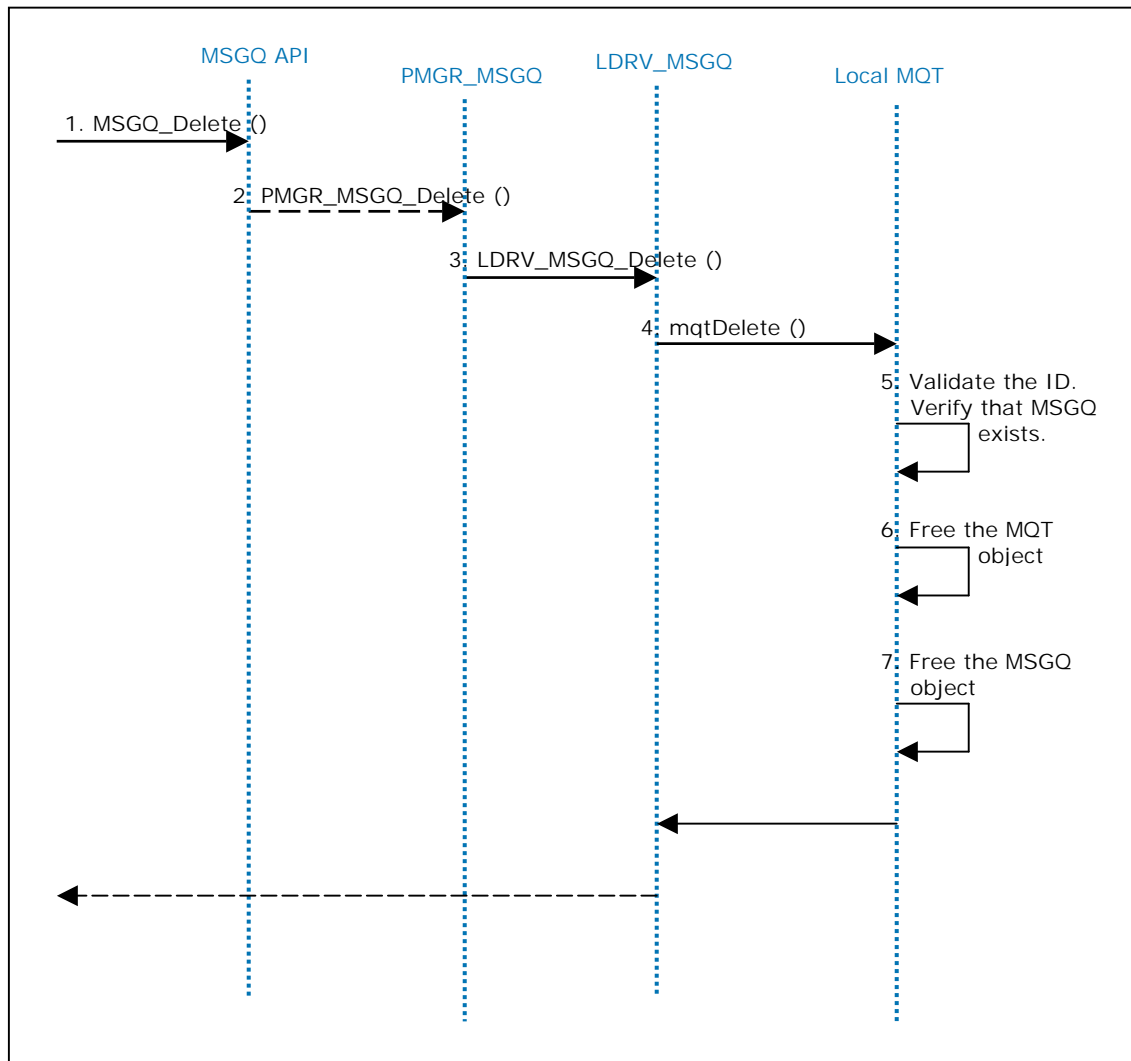 MSGQ API
PMGR_MSGQ
LDRV_MSGQ
Local MQT
1. MSGQ_Delete ()
2. PMGR_MSGQ_Delete ()
3. LDRV_MSGQ_Delete ()
4. mqtDelete ()
5. Validate the ID.
Verify that MSGQ
exists.
6. Free the MQT
object
7. Free the MSGQ
object